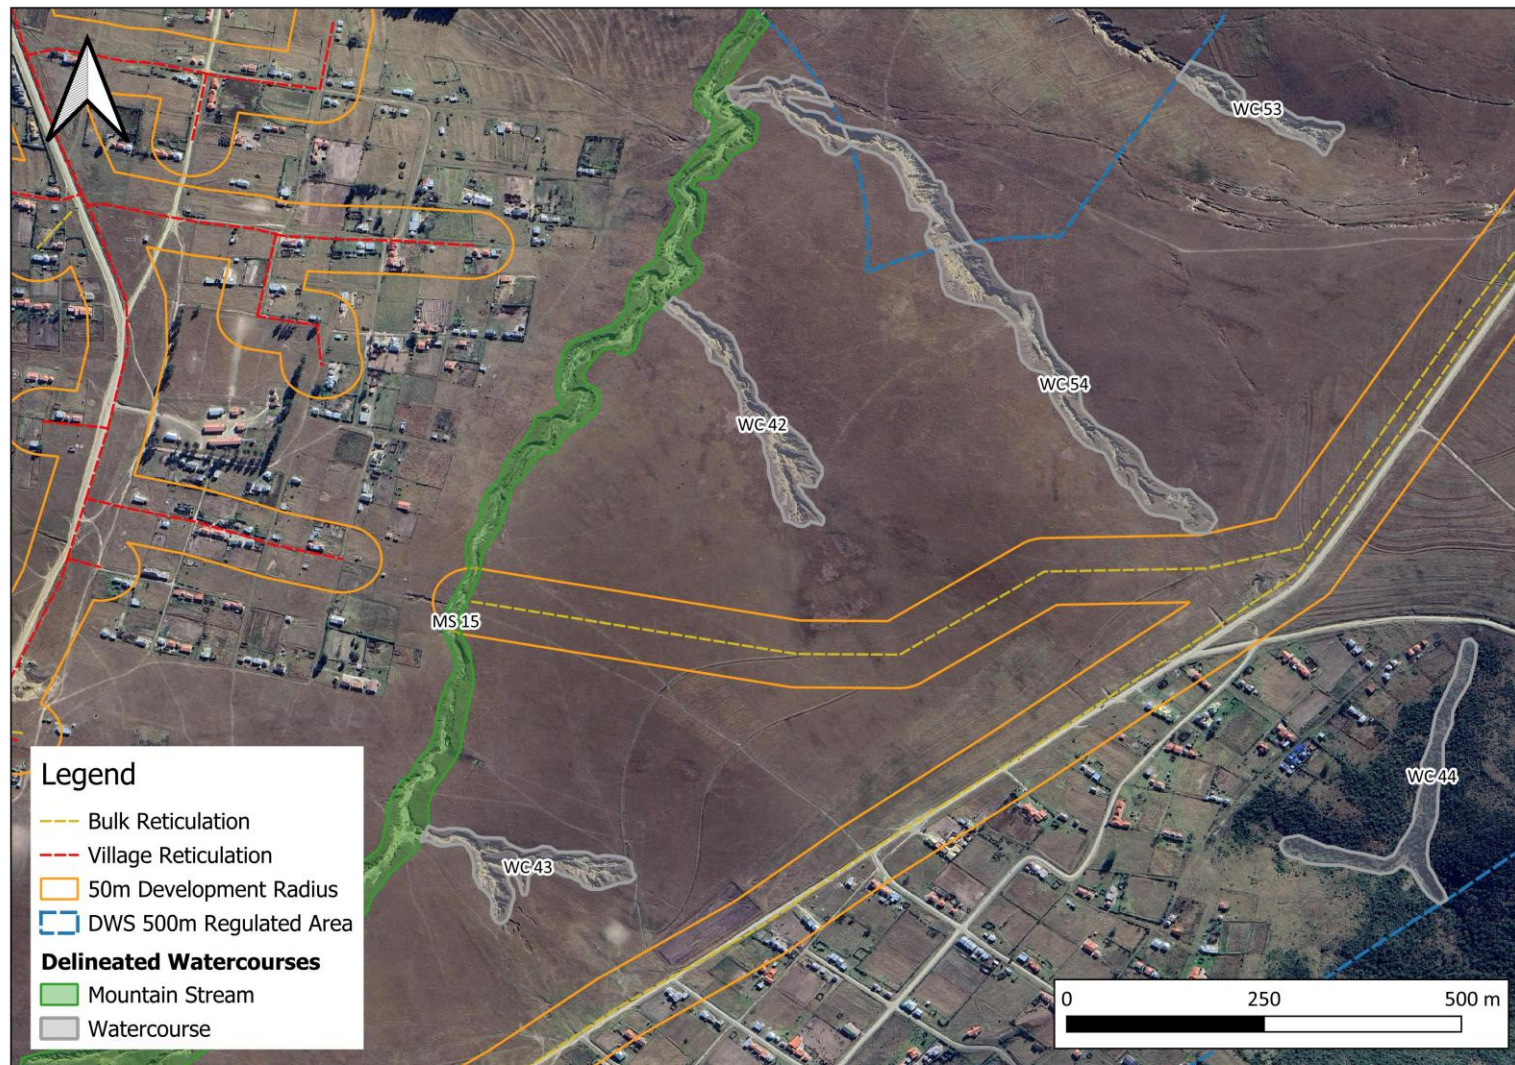 WC 53
WC 54
WC 42
MS 15
WC 44
WC 43
Legend
Bulk Reticulation
Village Reticulation
50m Development Radius
DWS 500m Regulated Area
Delineated Watercourses
Mountain Stream
Watercourse
0 250 500 m